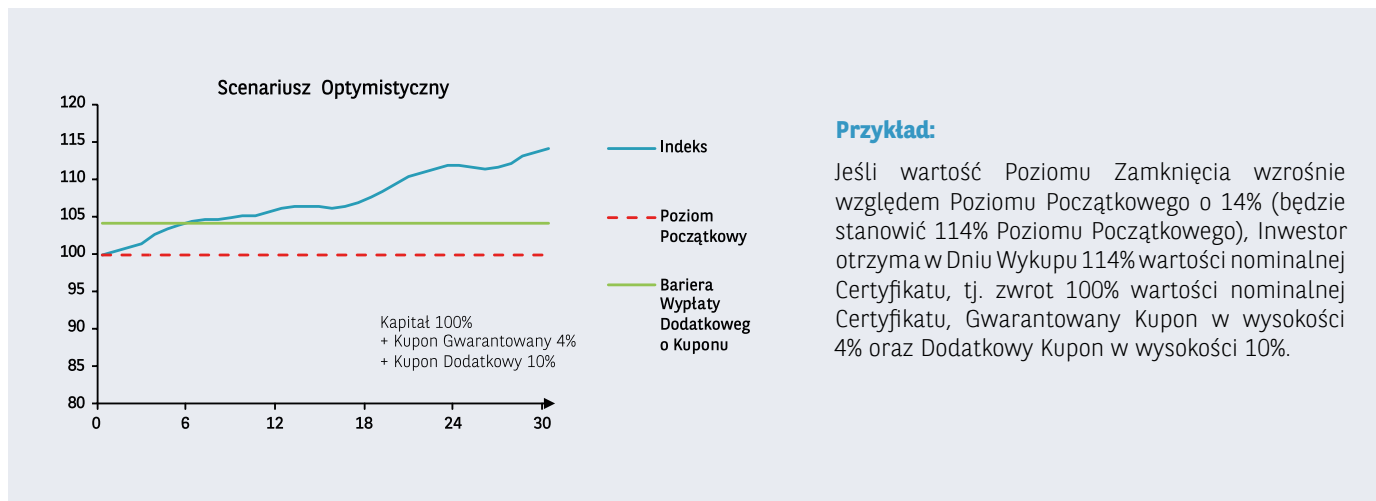 Scenariusz Optymistyczny
120
115
110
105
100
95
90
85
80
0 6 12 18 24 30
Kapitał 100%
+ Kupon Gwarantowany 4%
+ Kupon Dodatkowy 10%
Indeks
Poziom
Początkowy
Bariera
Wypłaty
Dodatkoweg
o Kuponu
Przykład:
Jeśli wartość Poziomu Zamknięcia wzrośnie
względem Poziomu Początkowego o 14% (będzie
stanowić 114% Poziomu Początkowego), Inwestor
otrzyma w Dniu Wykupu 114% wartości nominalnej
Certyfikatu, tj. zwrot 100% wartości nominalnej
Certyfikatu, Gwarantowany Kupon w wysokości
4% oraz Dodatkowy Kupon w wysokości 10%.